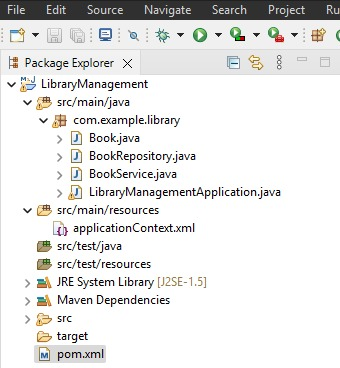 File Edit Source Refactor Navigate Search Project Ru
Package Explorer
LibraryManagement
src/main/java
com.example.library
Book.java
BookRepository.java
BookService.java
LibraryManagementApplication.java
src/main/resources
applicationContext.xml
src/test/java
src/test/resources
JRE System Library [J2SE-1.5]
Maven Dependencies
src
target
pom.xml